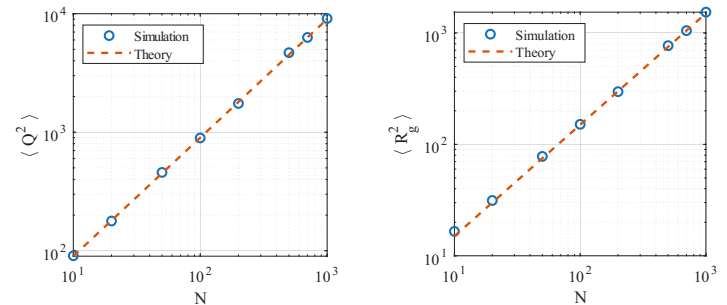 10^4
10^3
10^2
⟨ Q^2 ⟩
Simulation
Theory
10^1
10^2
10^3
N
10^3
10^2
10^1
⟨ R_g^2 ⟩
Simulation
Theory
10^1
10^2
10^3
N